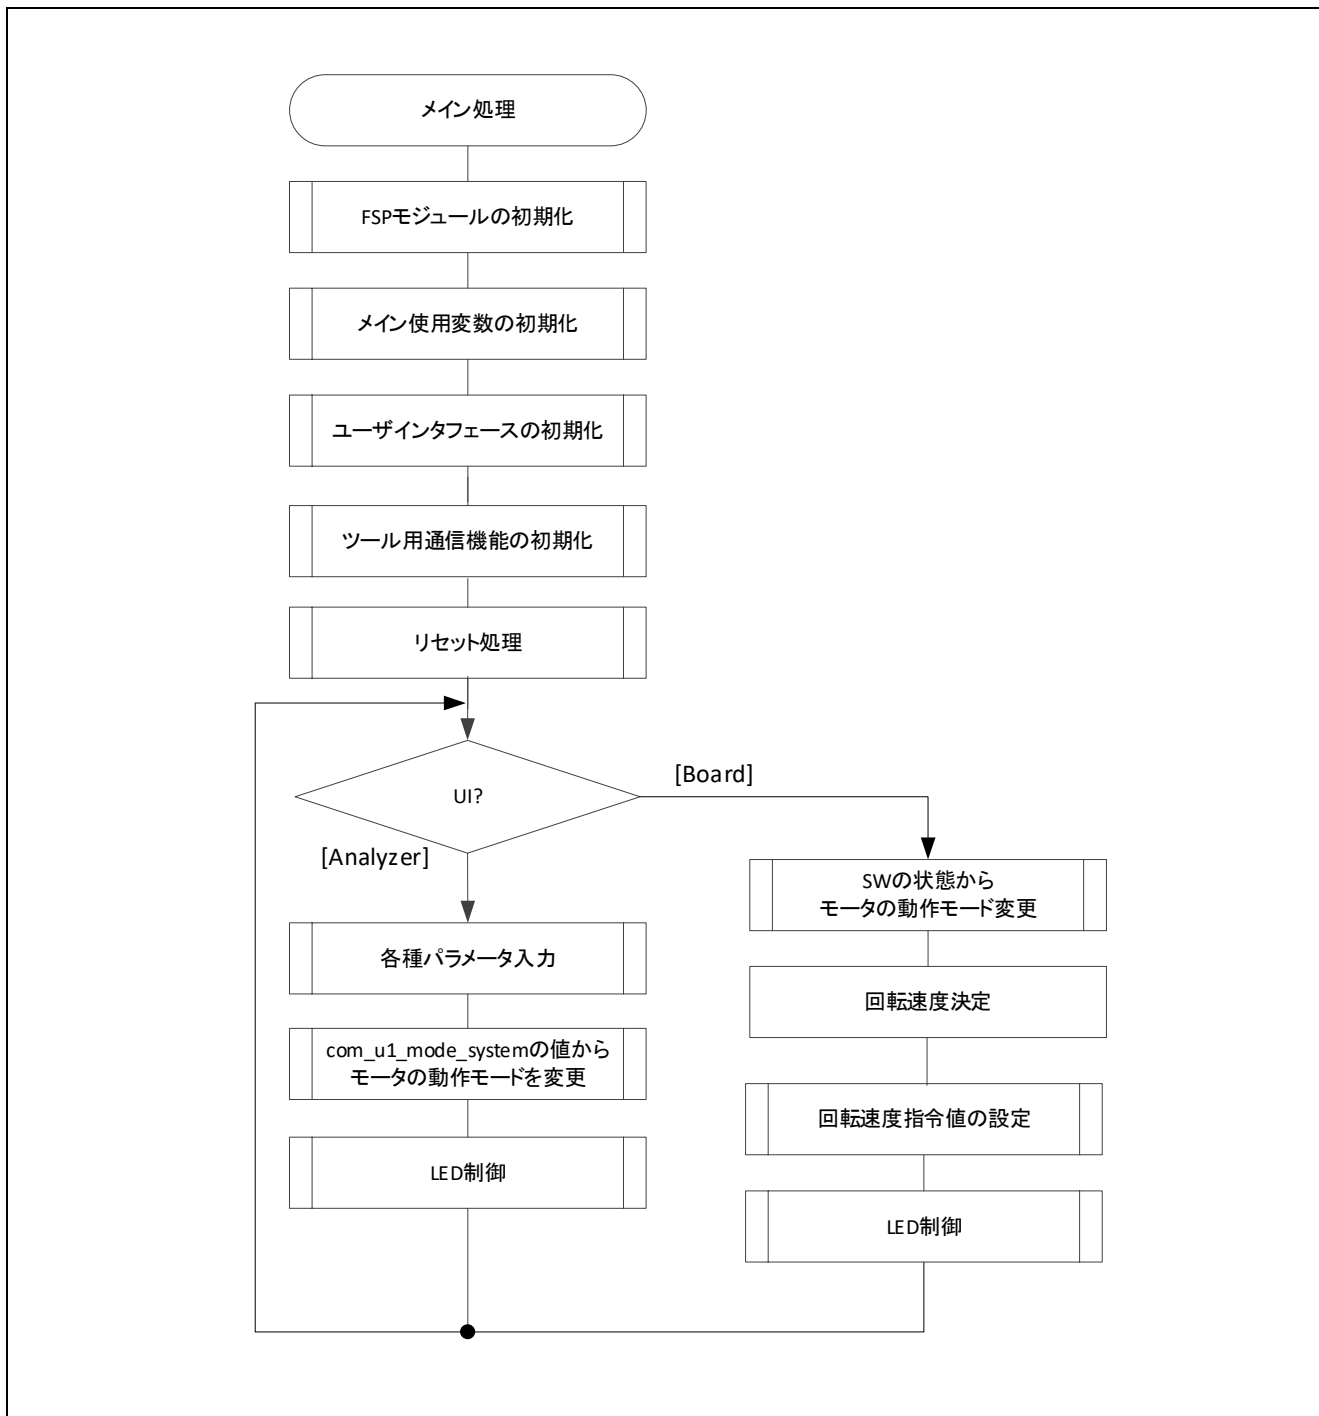 メイン処理
FSPモジュールの初期化
メイン使用変数の初期化
ユーザインタフェースの初期化
ツール用通信機能の初期化
リセット処理
UI?
[Board]
[Analyzer]
各種パラメータ入力
com_u1_mode_systemの値から
モータの動作モードを変更
LED制御
SWの状態から
モータの動作モード変更
回転速度決定
回転速度指令値の設定
LED制御